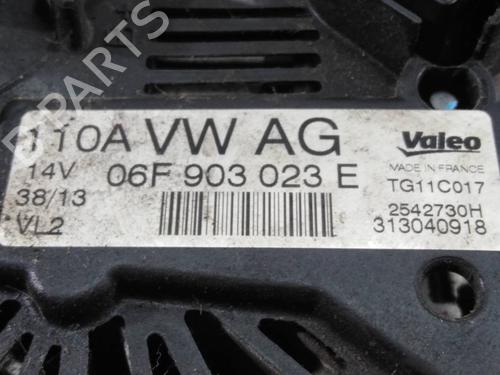 B-PARTS
110A VW AG
Valeo
14V 06F 903 023 E
MADE IN FRANCE
TG11C017
38/13
2542730H
VL2
313040918